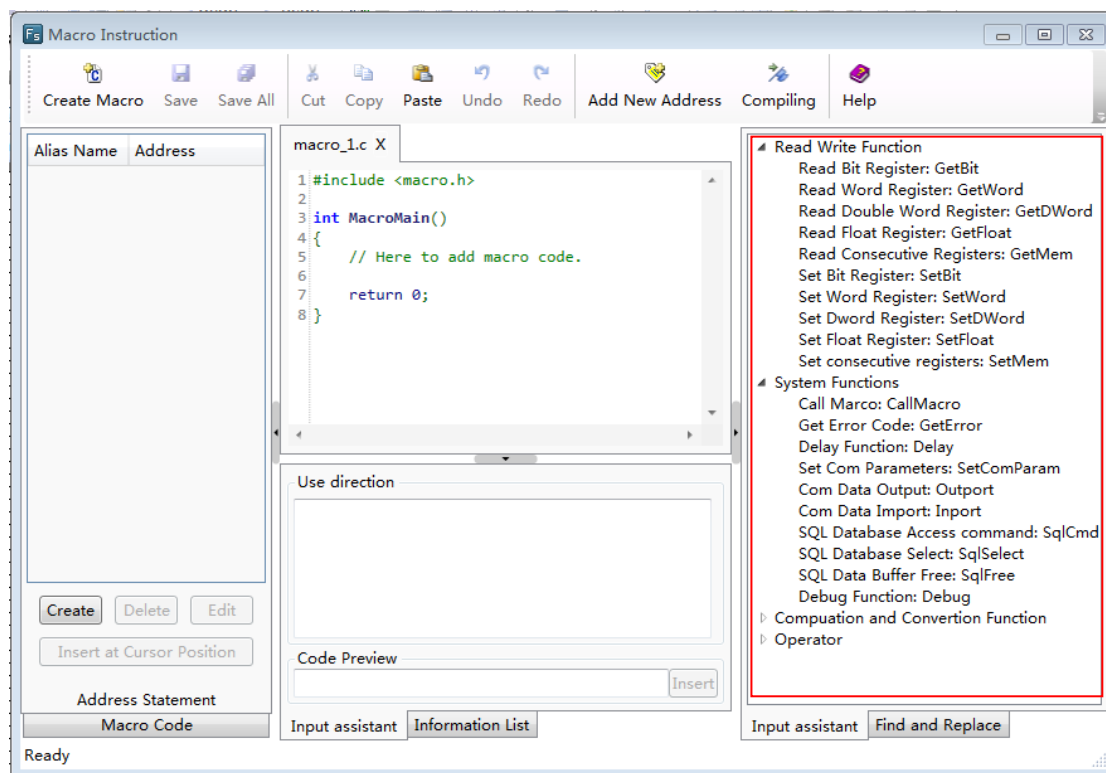 Fs Macro Instruction
Create Macro Save Save All Cut Copy Paste Undo Redo Add New Address Compiling Help
Alias Name Address
Create Delete Edit
Insert at Cursor Position
Address Statement
Macro Code
macro_1.c X
1 #include <macro.h>
2
3 int MacroMain()
4 {
5 // Here to add macro code.
6
7 return 0;
8 }
Use direction
Code Preview
Insert
Input assistant Information List
Read Write Function
Read Bit Register: GetBit
Read Word Register: GetWord
Read Double Word Register: GetDWord
Read Float Register: GetFloat
Read Consecutive Registers: GetMem
Set Bit Register: SetBit
Set Word Register: SetWord
Set Dword Register: SetDWord
Set Float Register: SetFloat
Set consecutive registers: SetMem
System Functions
Call Marco: CallMacro
Get Error Code: GetError
Delay Function: Delay
Set Com Parameters: SetComParam
Com Data Output: Outport
Com Data Import: Inport
SQL Database Access command: SqlCmd
SQL Database Select: SqlSelect
SQL Data Buffer Free: SqlFree
Debug Function: Debug
Compuation and Convertion Function
Operator
Input assistant Find and Replace
Ready